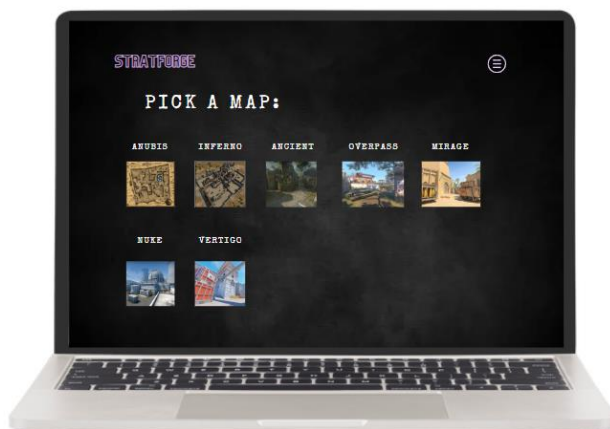 STRATFORGE
PICK A MAP:
ANUBIS INFERNO ANCIENT OVERPASS MIRAGE
NUKE VERTIGO